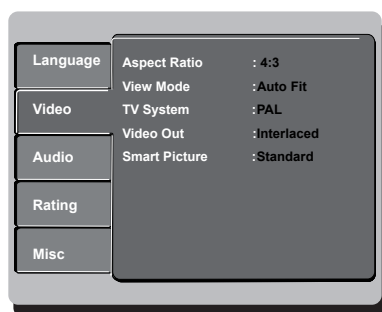 Language
Video
Audio
Rating
Misc
Aspect Ratio : 4:3
View Mode :Auto Fit
TV System :PAL
Video Out :Interlaced
Smart Picture :Standard